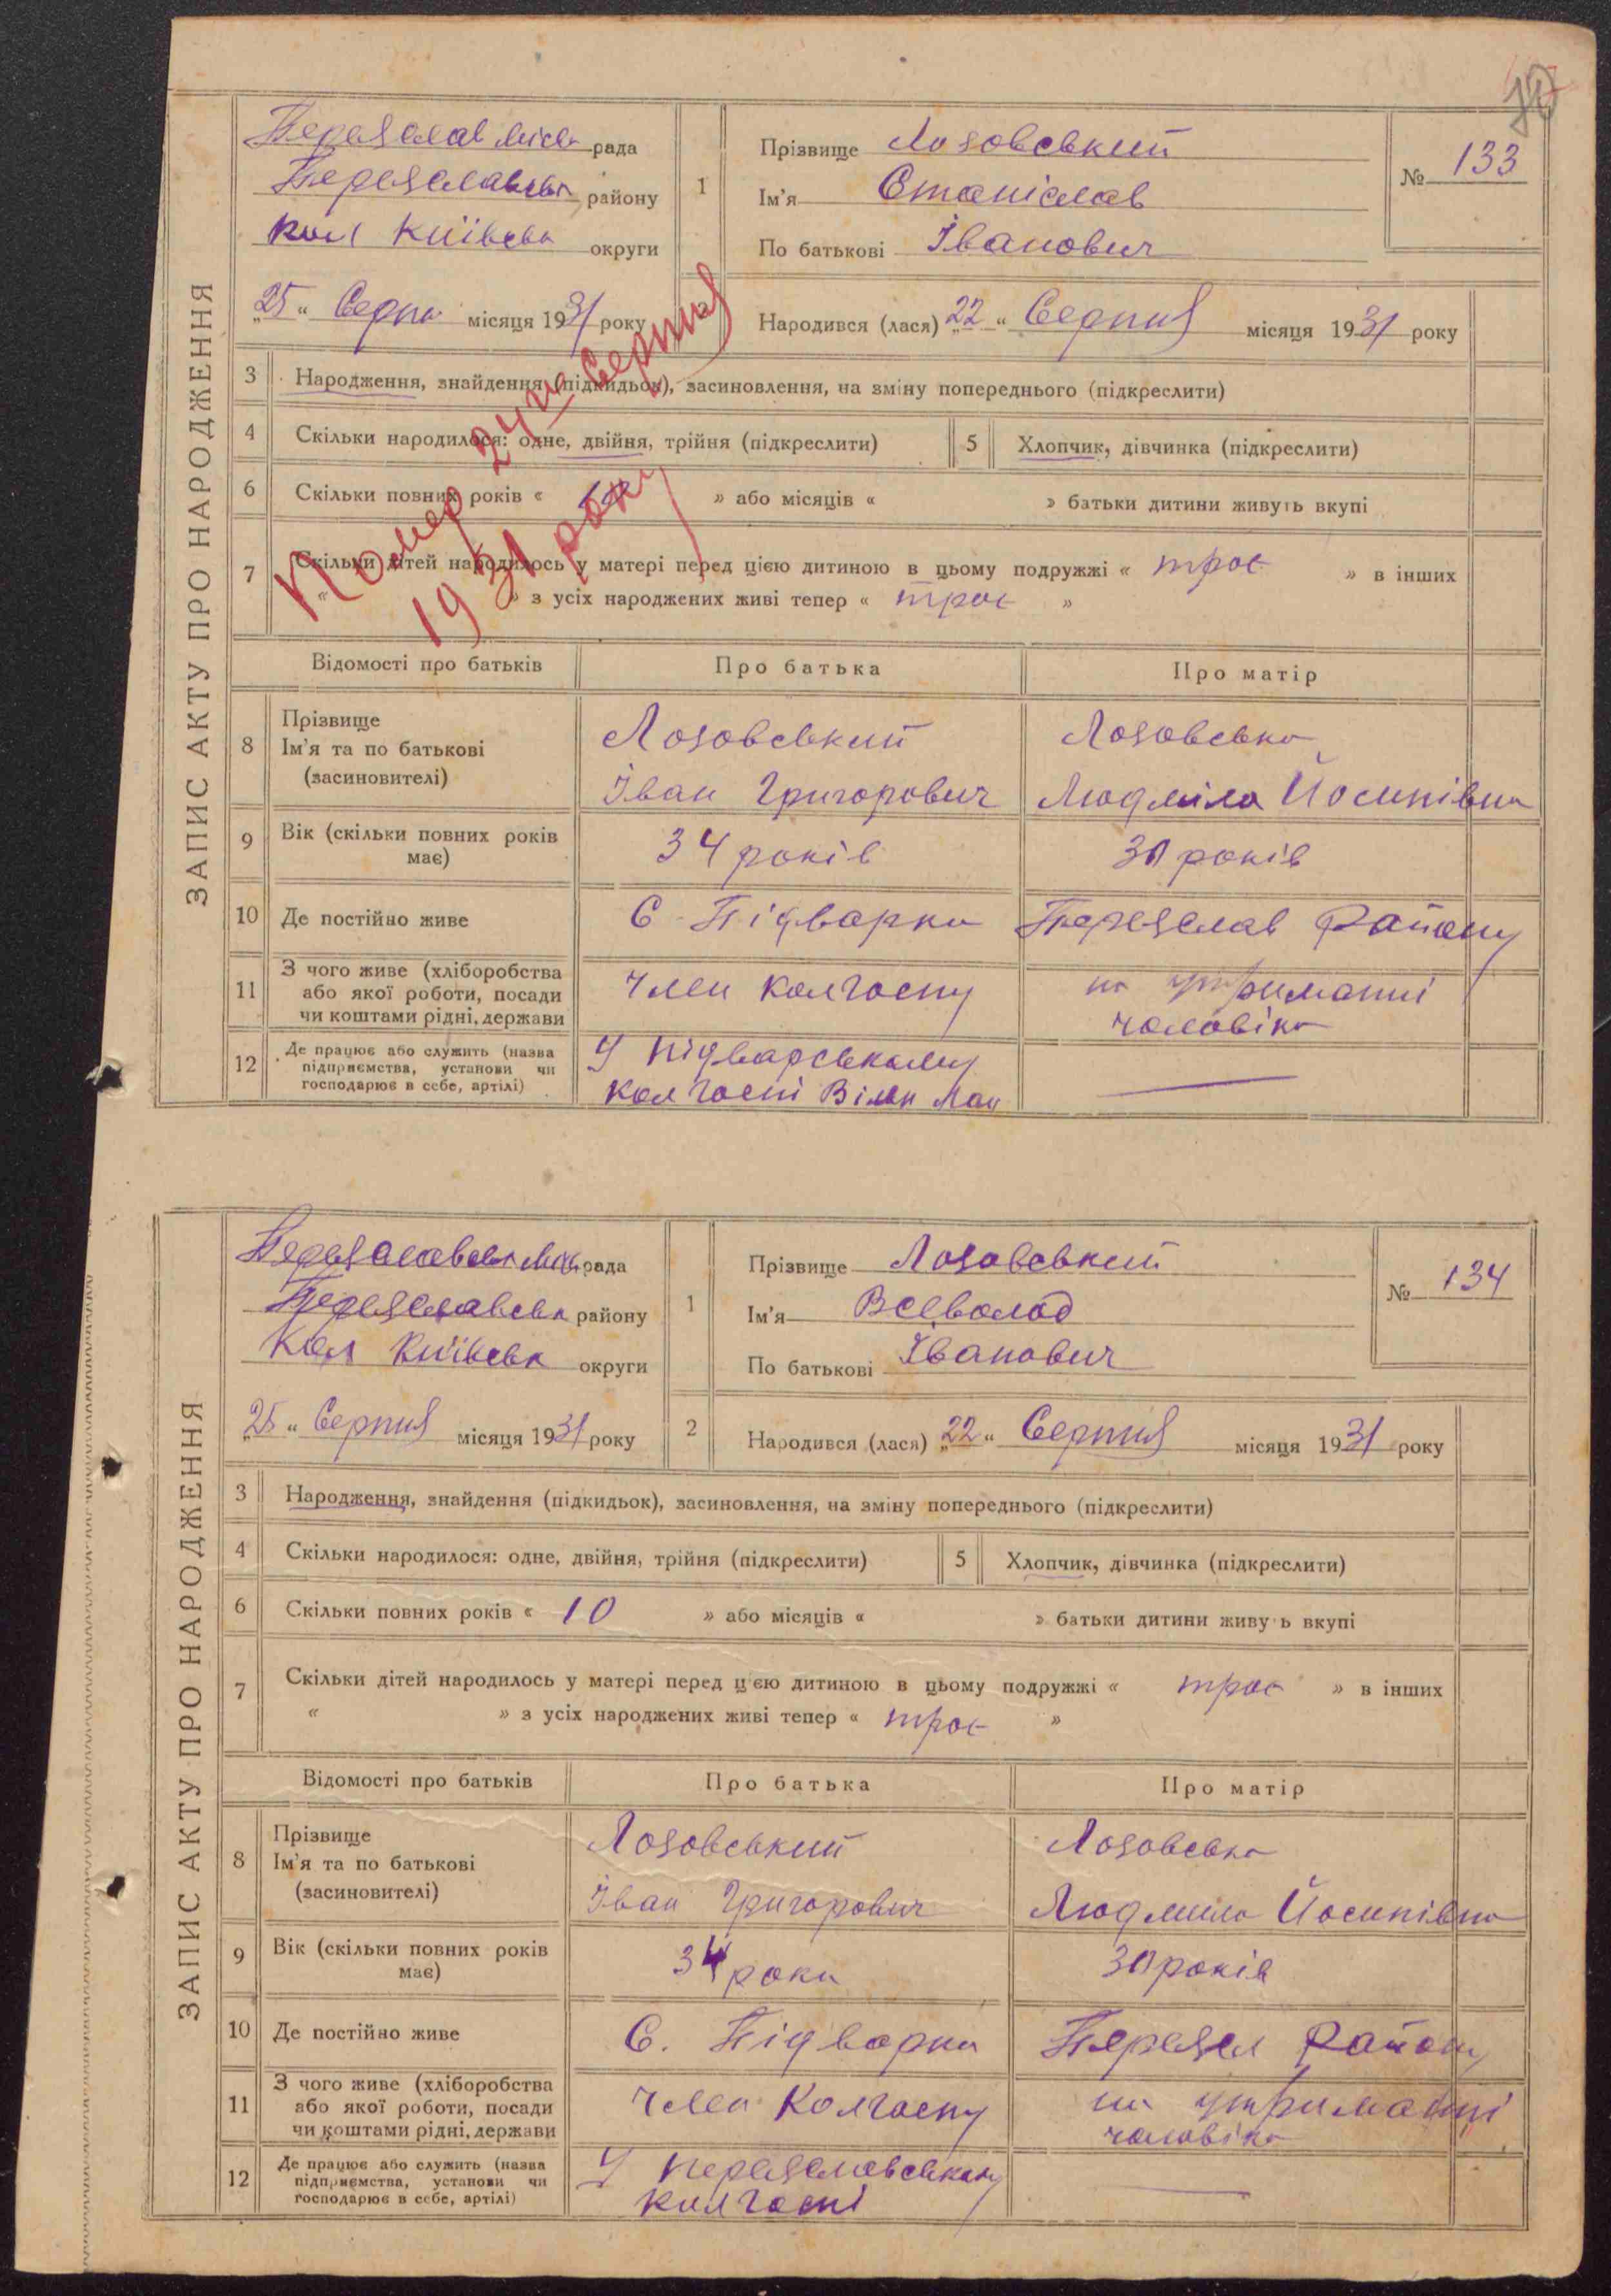 ЗАПИС АКТУ ПРО НАРОДЖЕННЯ
Переяслав міськ рада
Переяславськ району
кол Київськ округи
„25“ Серпн місяця 1931 року
1
Прізвище Лозовський
Ім'я Станіслав
По батькові Іванович
№ 133
2
Народився (лася) „22“ Серпня місяця 1931 року
Помер 24го Серпня
1931 року
3 Народження, знайдення (підкидьок), засиновлення, на зміну попереднього (підкреслити)
4 Скільки народилося: одне, двійня, трійня (підкреслити) 5 Хлопчик, дівчинка (підкреслити)
6 Скільки повних років « 10 » або місяців « » батьки дитини живуть вкупі
7 Скільки дітей народилось у матері перед цією дитиною в цьому подружжі « троє » в інших
« » з усіх народжених живі тепер « троє »
Відомості про батьків Про батька Про матір
8 Прізвище
Ім'я та по батькові
(засиновителі)
Лозовський
Іван Григорович
Лозовська
Людміла Йосипівна
9 Вік (скільки повних років
має)
34 років
30 років
10 Де постійно живе
С. Підварки
Переяслав Району
11 З чого живе (хліборобства
або якої роботи, посади
чи коштами рідні, держави
член колгоспу
на утриманні
чоловіка
12 Де працює або служить (назва
підприємства, установи чи
господарює в себе, артілі)
У підварському
колгоспі
ЗАПИС АКТУ ПРО НАРОДЖЕННЯ
Переяславськ міськ рада
Переяславськ району
кол Київськ округи
„25“ Серпня місяця 1931 року
1
Прізвище Лозовський
Ім'я Всеволод
По батькові Іванович
№ 134
2
Народився (лася) „22“ Серпня місяця 1931 року
3 Народження, знайдення (підкидьок), засиновлення, на зміну попереднього (підкреслити)
4 Скільки народилося: одне, двійня, трійня (підкреслити) 5 Хлопчик, дівчинка (підкреслити)
6 Скільки повних років « 10 » або місяців « » батьки дитини живу ь вкупі
7 Скільки дітей народилось у матері перед цією дитиною в цьому подружжі « троє » в інших
« » з усіх народжених живі тепер « троє »
Відомості про батьків Про батька Про матір
8 Прізвище
Ім'я та по батькові
(засиновителі)
Лозовський
Іван Григорович
Лозовська
Людмила Йосипівна
9 Вік (скільки повних років
має)
34 роки
30 років
10 Де постійно живе
С. Підварки
Переясл Району
11 З чого живе (хліборобства
або якої роботи, посади
чи коштами рідні, держави
член Колгоспу
на утриманні
чоловіка
12 Де працює або служить (назва
підприємства, установи чи
господарює в себе, артілі)
У переяславському
колгоспі